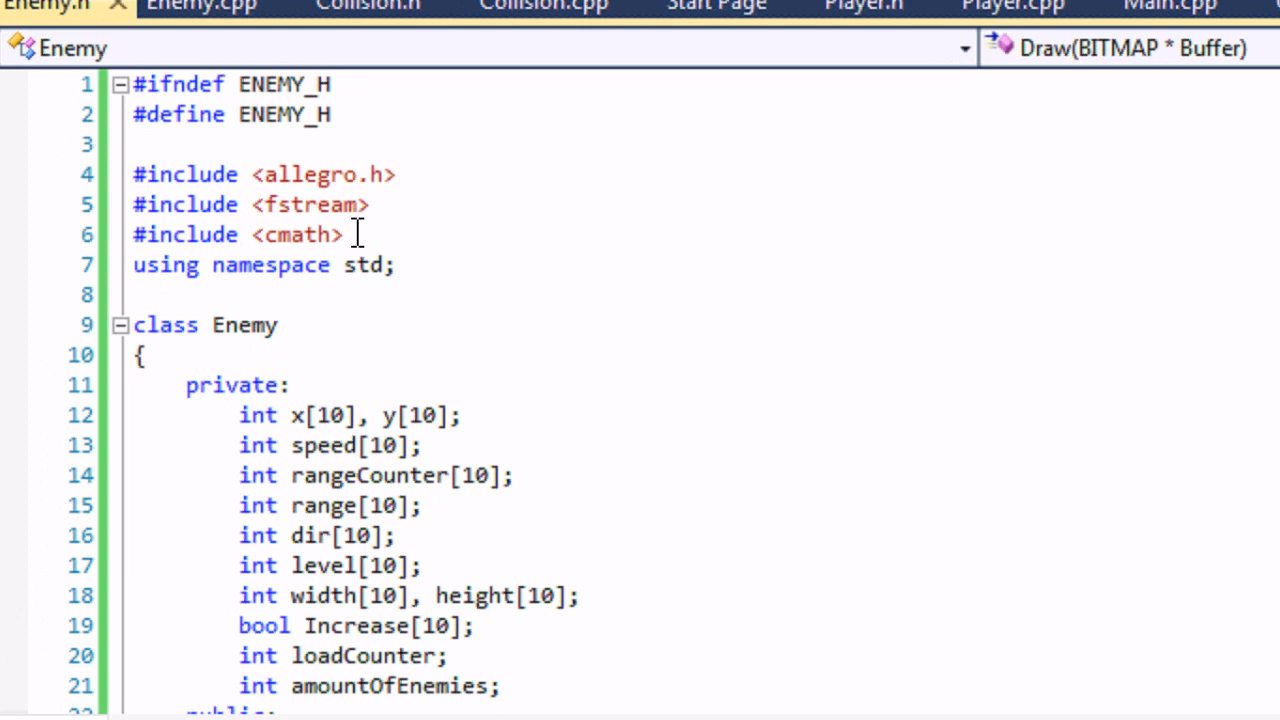 Enemy.h Enemy.cpp Collision.h Collision.cpp Start Page Player.h Player.cpp Main.cpp
Enemy Draw(BITMAP * Buffer)
1 #ifndef ENEMY_H
2 #define ENEMY_H
3
4 #include <allegro.h>
5 #include <fstream>
6 #include <cmath>
7 using namespace std;
8
9 class Enemy
10 {
11 private:
12 int x[10], y[10];
13 int speed[10];
14 int rangeCounter[10];
15 int range[10];
16 int dir[10];
17 int level[10];
18 int width[10], height[10];
19 bool Increase[10];
20 int loadCounter;
21 int amountOfEnemies;
22 public: